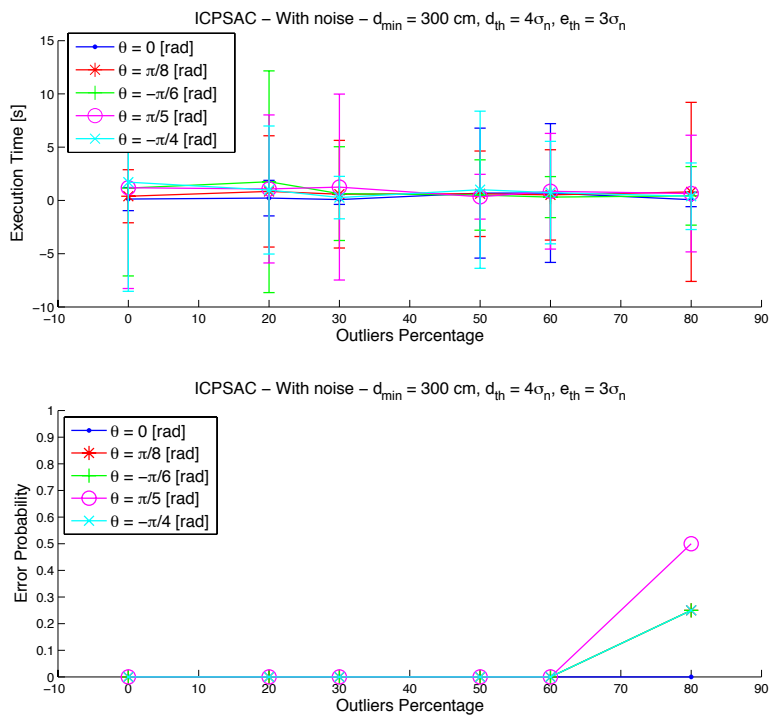 ICPSAC − With noise − d_min = 300 cm, d_th = 4σ_n, e_th = 3σ_n
15
10
5
0
−5
−10
Execution Time [s]
θ = 0 [rad]
θ = π/8 [rad]
θ = −π/6 [rad]
θ = π/5 [rad]
θ = −π/4 [rad]
−10 0 10 20 30 40 50 60 70 80 90
Outliers Percentage
ICPSAC − With noise − d_min = 300 cm, d_th = 4σ_n, e_th = 3σ_n
1
0.9
0.8
0.7
0.6
0.5
0.4
0.3
0.2
0.1
0
Error Probability
θ = 0 [rad]
θ = π/8 [rad]
θ = −π/6 [rad]
θ = π/5 [rad]
θ = −π/4 [rad]
−10 0 10 20 30 40 50 60 70 80 90
Outliers Percentage